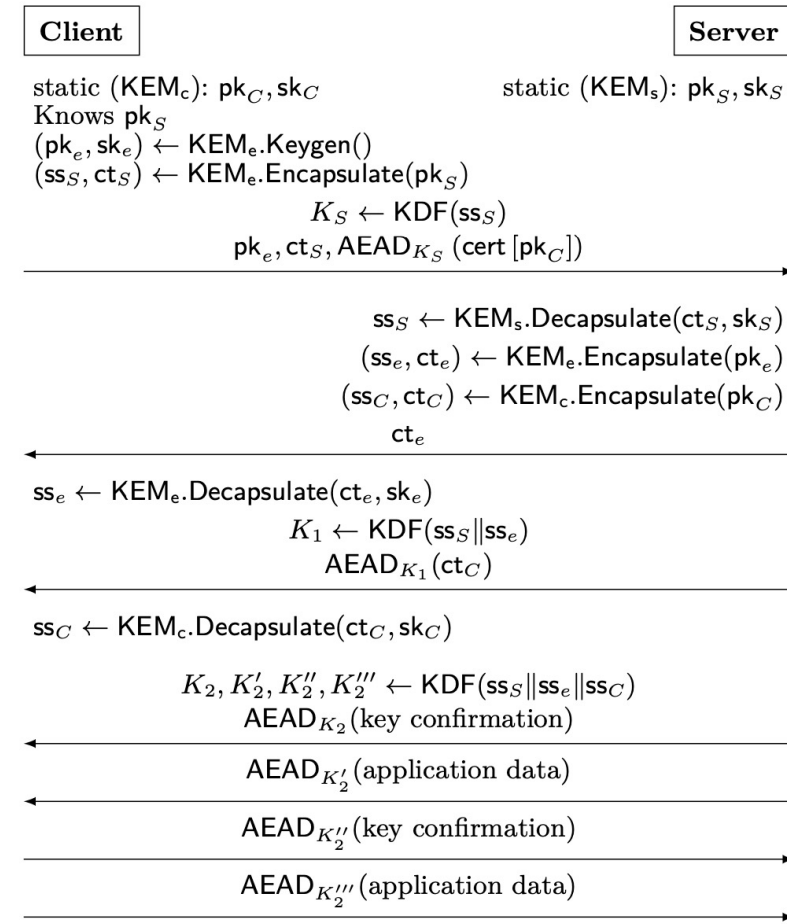 Client
Server
static (KEM_c): pk_C, sk_C
static (KEM_s): pk_S, sk_S
Knows pk_S
(pk_e, sk_e) ← KEM_e.Keygen()
(ss_S, ct_S) ← KEM_e.Encapsulate(pk_S)
K_S ← KDF(ss_S)
pk_e, ct_S, AEAD_{K_S} (cert [pk_C])
ss_S ← KEM_s.Decapsulate(ct_S, sk_S)
(ss_e, ct_e) ← KEM_e.Encapsulate(pk_e)
(ss_C, ct_C) ← KEM_c.Encapsulate(pk_C)
ct_e
ss_e ← KEM_e.Decapsulate(ct_e, sk_e)
K_1 ← KDF(ss_S‖ss_e)
AEAD_{K_1}(ct_C)
ss_C ← KEM_c.Decapsulate(ct_C, sk_C)
K_2, K_2′, K_2″, K_2‴ ← KDF(ss_S‖ss_e‖ss_C)
AEAD_{K_2}(key confirmation)
AEAD_{K_2′}(application data)
AEAD_{K_2″}(key confirmation)
AEAD_{K_2‴}(application data)